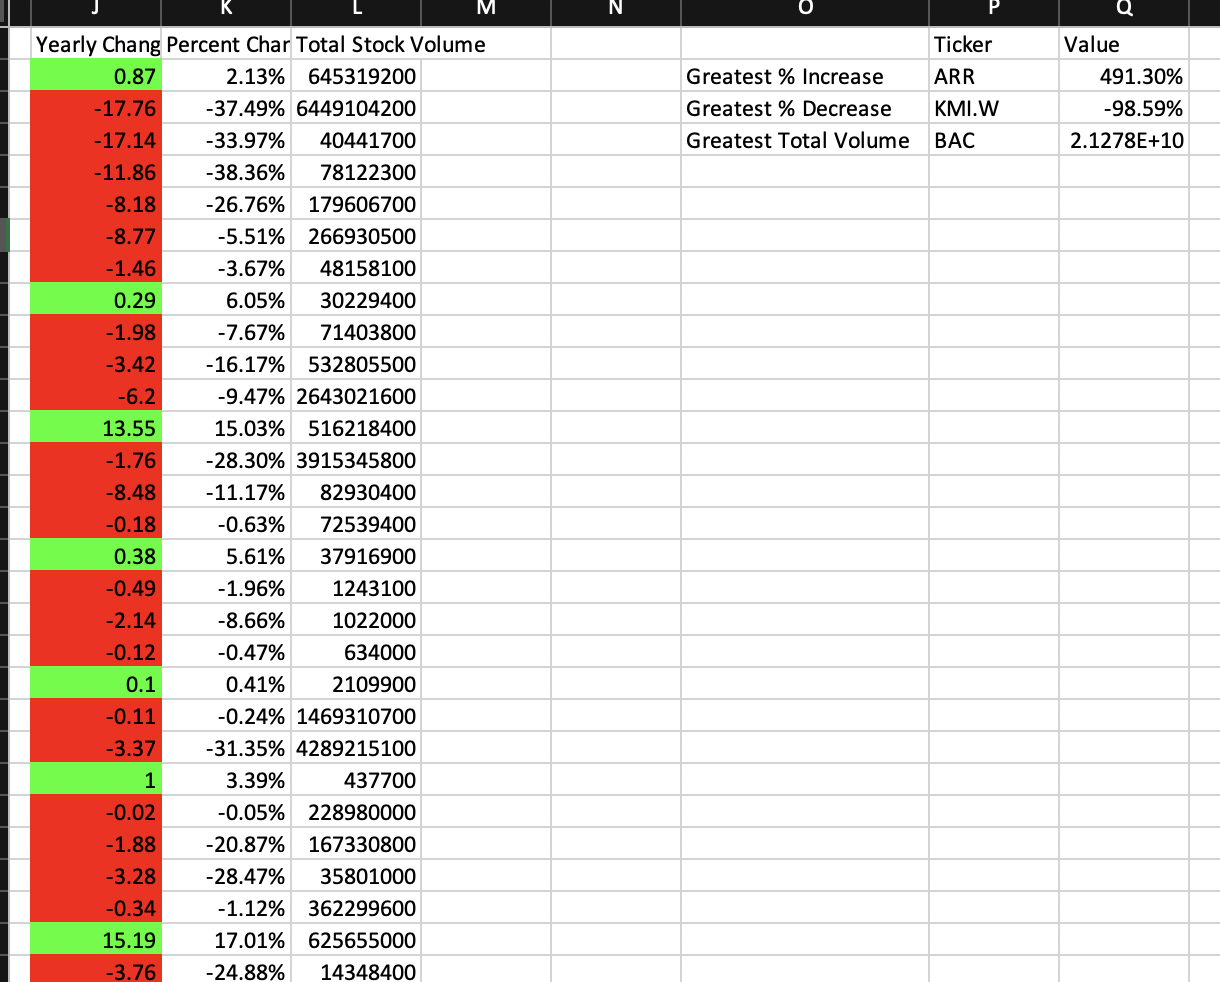 J K L M N O P Q
Yearly Chang Percent Char Total Stock Volume Ticker Value
0.87 2.13% 645319200 Greatest % Increase ARR 491.30%
-17.76 -37.49% 6449104200 Greatest % Decrease KMI.W -98.59%
-17.14 -33.97% 40441700 Greatest Total Volume BAC 2.1278E+10
-11.86 -38.36% 78122300
-8.18 -26.76% 179606700
-8.77 -5.51% 266930500
-1.46 -3.67% 48158100
0.29 6.05% 30229400
-1.98 -7.67% 71403800
-3.42 -16.17% 532805500
-6.2 -9.47% 2643021600
13.55 15.03% 516218400
-1.76 -28.30% 3915345800
-8.48 -11.17% 82930400
-0.18 -0.63% 72539400
0.38 5.61% 37916900
-0.49 -1.96% 1243100
-2.14 -8.66% 1022000
-0.12 -0.47% 634000
0.1 0.41% 2109900
-0.11 -0.24% 1469310700
-3.37 -31.35% 4289215100
1 3.39% 437700
-0.02 -0.05% 228980000
-1.88 -20.87% 167330800
-3.28 -28.47% 35801000
-0.34 -1.12% 362299600
15.19 17.01% 625655000
-3.76 -24.88% 14348400